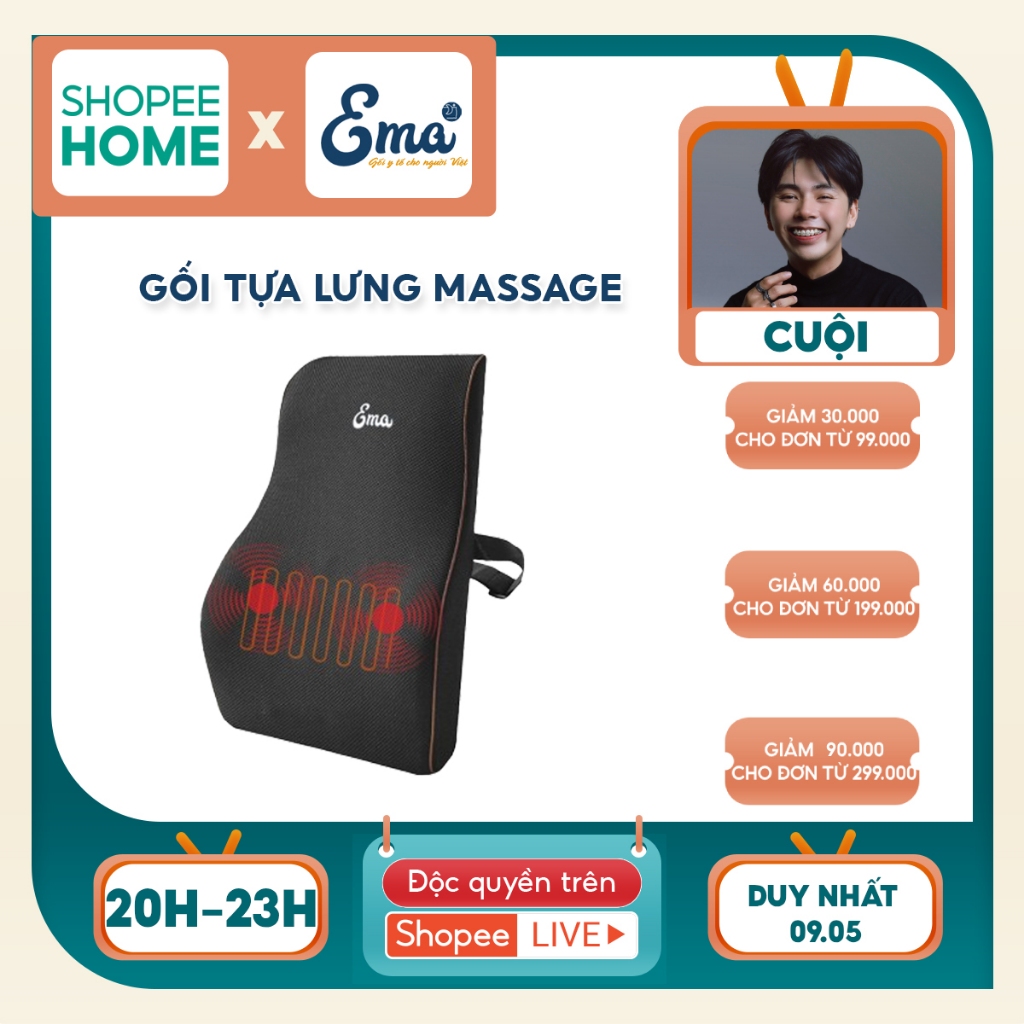 SHOPEE
HOME
X
Ema
Gối y tế cho người Việt
GỐI TỰA LƯNG MASSAGE
Ema
CUỘI
GIẢM 30.000
CHO ĐƠN TỪ 99.000
GIẢM 60.000
CHO ĐƠN TỪ 199.000
GIẢM 90.000
CHO ĐƠN TỪ 299.000
20H-23H
Độc quyền trên
Shopee LIVE
DUY NHẤT
09.05